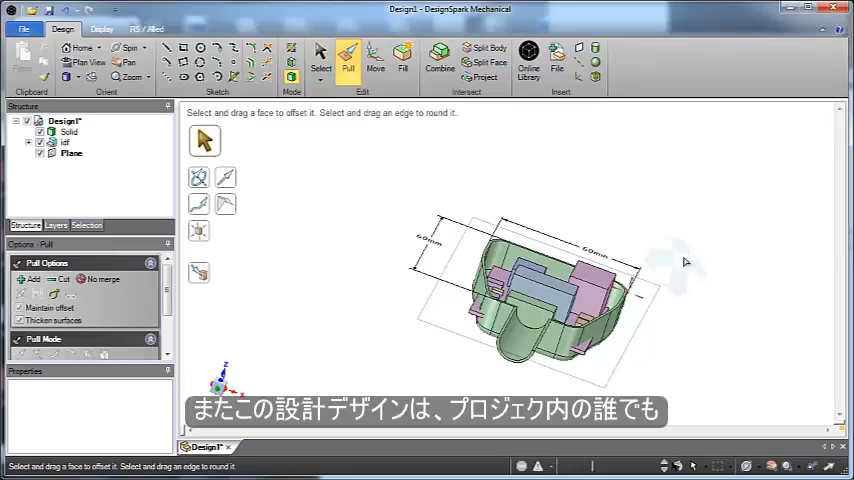 Design1 - DesignSpark Mechanical
File
Design
Display
RS / Allied
Paste
Clipboard
Home
Spin
Plan View
Pan
Zoom
Orient
Sketch
Mode
Select
Pull
Move
Fill
Edit
Combine
Split Body
Split Face
Project
Intersect
Online Library
File
Insert
Structure
Design1*
Solid
idf
Plane
Structure
Layers
Selection
Options - Pull
Pull Options
Add
Cut
No merge
Maintain offset
Thicken surfaces
Pull Mode
Properties
Select and drag a face to offset it. Select and drag an edge to round it.
60mm
60mm
Z
X
またこの設計デザインは、プロジェク内の誰でも
Design1*
Select and drag a face to offset it. Select and drag an edge to round it.